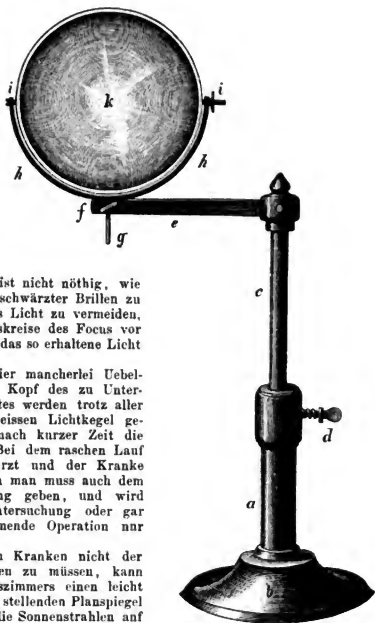 k
i
i
h
h
f
e
g
c
d
a
b
ist nicht nöthig, wie
schwärzter Brillen zu
s Licht zu vermeiden,
skreise des Focus vor
das so erhaltene Licht
ier mancherlei Uebel-
Kopf des zu Unter-
tes werden trotz aller
eissen Lichtkegel ge-
nach kurzer Zeit die
Bei dem raschen Lauf
rzt und der Kranke
n man muss auch dem
ng geben, und wird
ntersuchung oder gar
nende Operation nur
n Kranken nicht der
en zu müssen, kann
szimmers einen leicht
stellenden Planspiegel
die Sonnenstrahlen auf